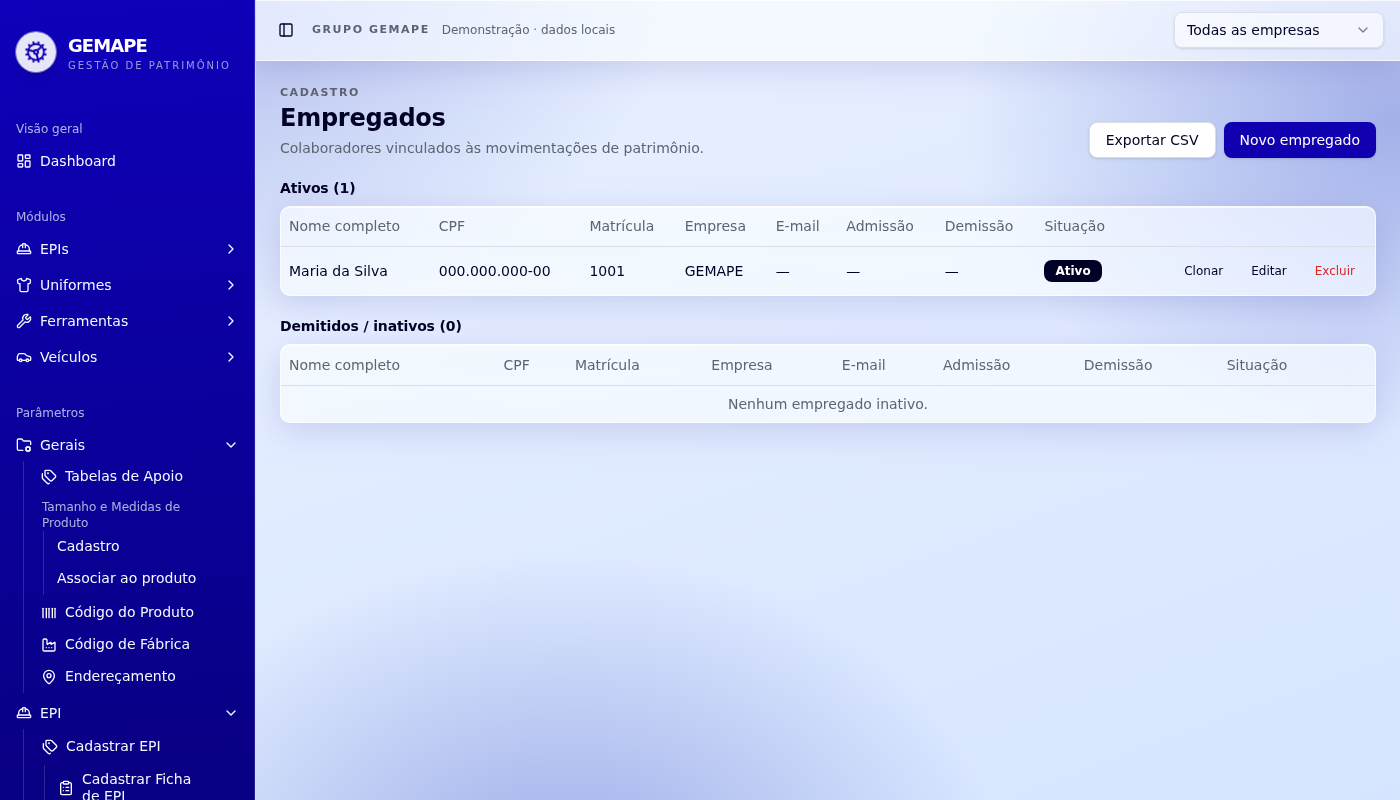 GEMAPE
GESTÃO DE PATRIMÔNIO
Visão geral
Dashboard
Módulos
EPIs
Uniformes
Ferramentas
Veículos
Parâmetros
Gerais
Tabelas de Apoio
Tamanho e Medidas de
Produto
Cadastro
Associar ao produto
Código do Produto
Código de Fábrica
Endereçamento
EPI
Cadastrar EPI
Cadastrar Ficha
de EPI
GRUPO GEMAPE Demonstração · dados locais Todas as empresas
CADASTRO
Empregados
Colaboradores vinculados às movimentações de patrimônio.
Exportar CSV Novo empregado
Ativos (1)
Nome completo CPF Matrícula Empresa E-mail Admissão Demissão Situação
Maria da Silva 000.000.000-00 1001 GEMAPE — — — Ativo Clonar Editar Excluir
Demitidos / inativos (0)
Nome completo CPF Matrícula Empresa E-mail Admissão Demissão Situação
Nenhum empregado inativo.